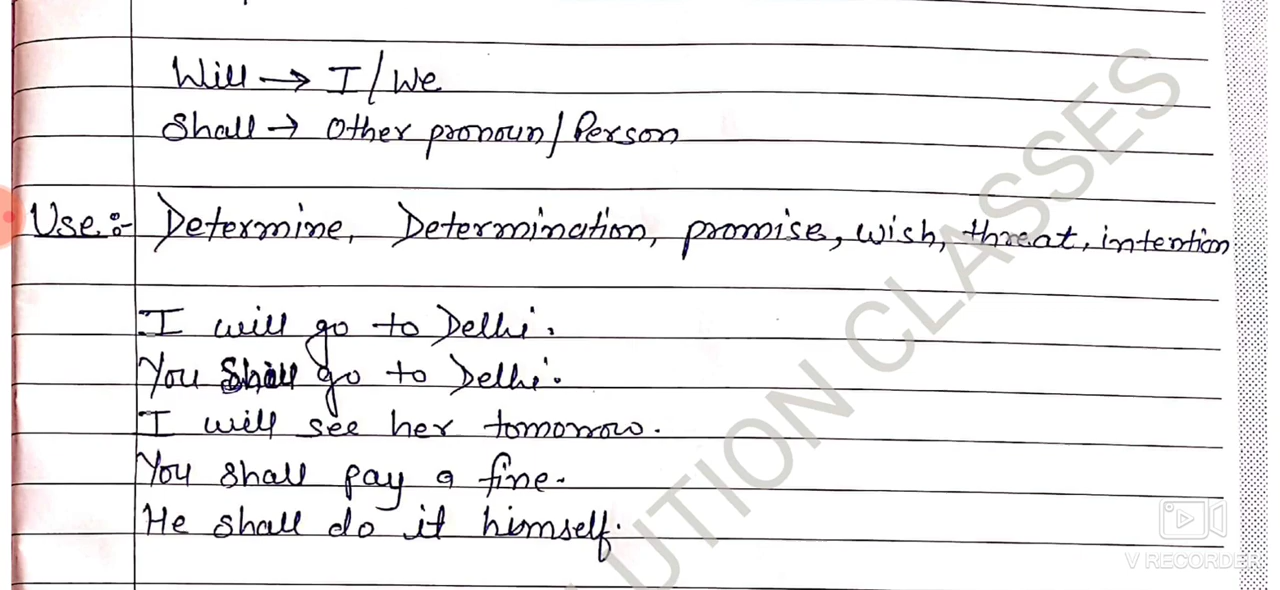 Will → I/We
Shall → Other pronoun/Person
Use:- Determine, Determination, promise, wish, threat, intention
I will go to Delhi.
You Shall go to Delhi.
I will see her tomorrow.
You shall pay a fine.
He shall do it himself.
UTION CLASSES
V RECORDER